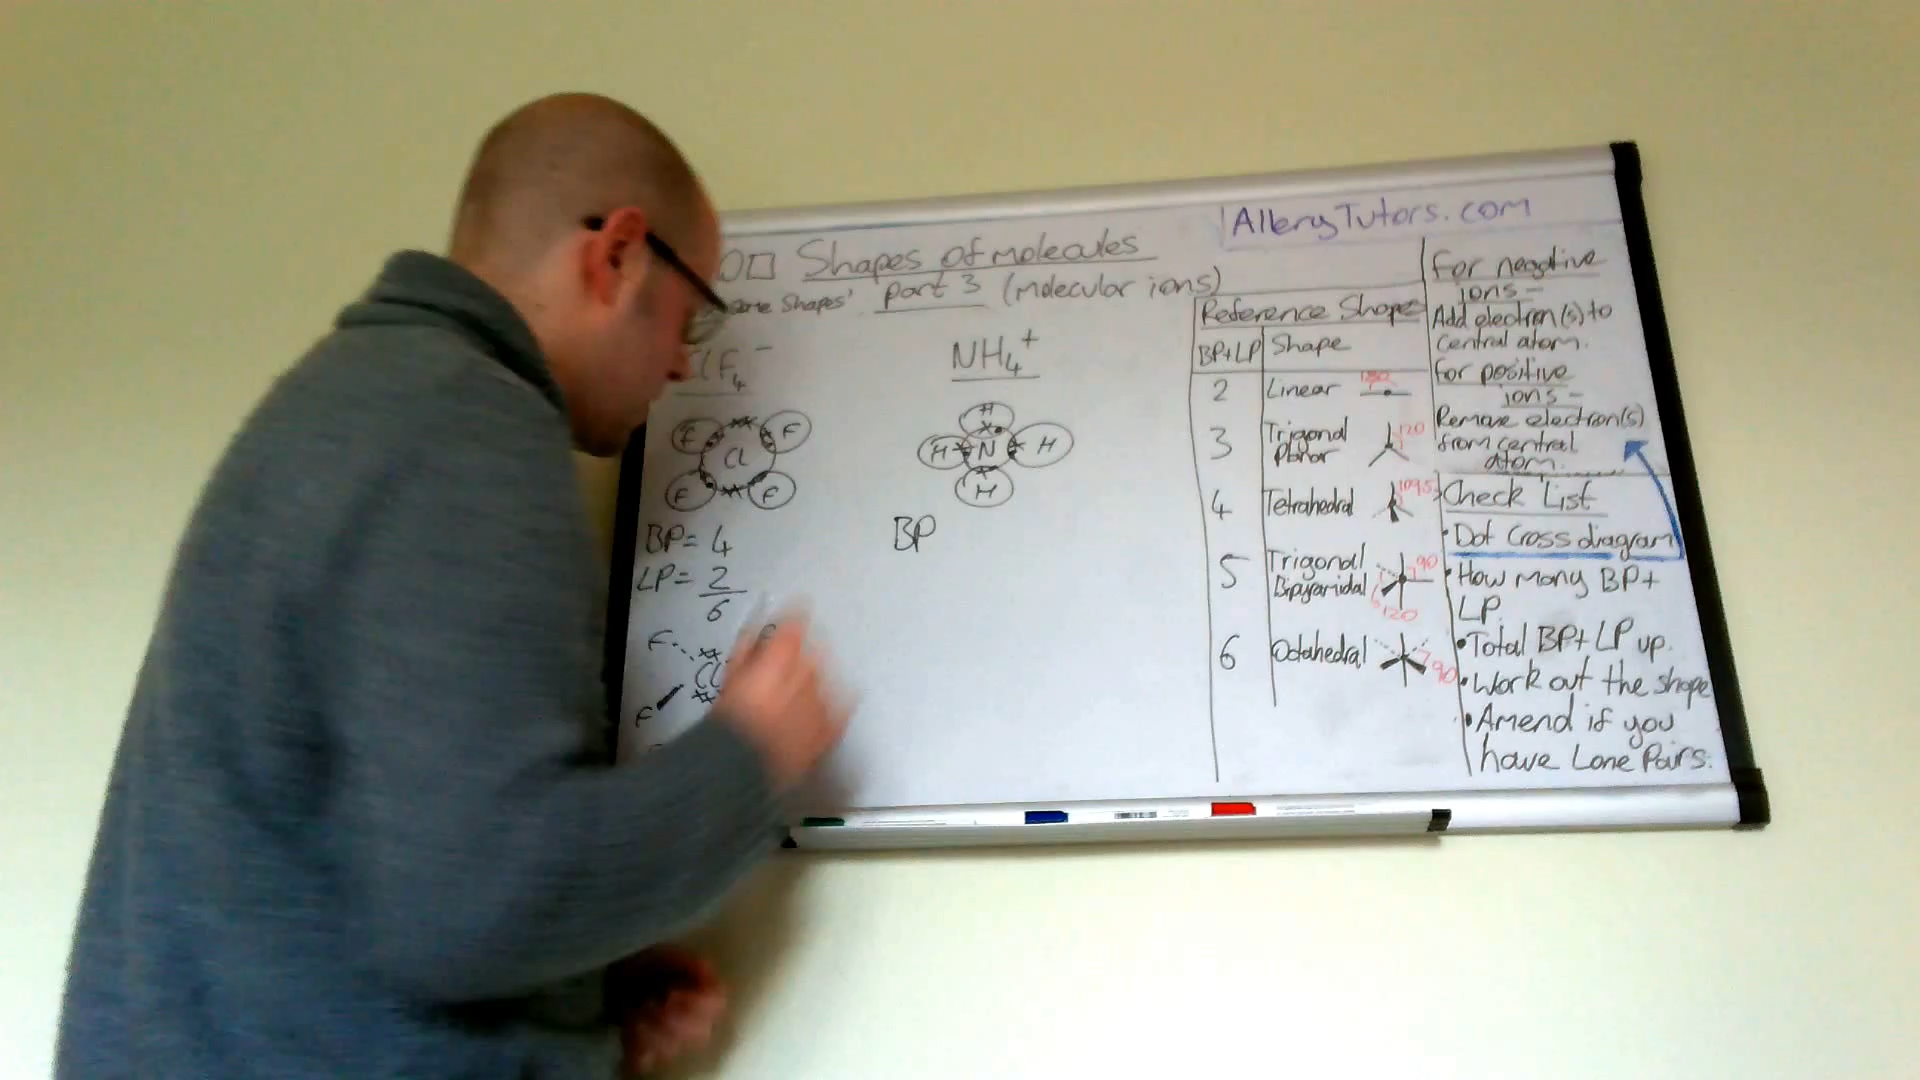 AlleryTutors.com
Shapes of molecules
Shapes' part 3 (molecular ions)
F4 -
F
F
Cl
F
F
BP= 4
LP= 2
6
F
F
Cl
F
NH4 +
H
H
N
H
H
BP
Reference Shapes
BP+LP Shape
2 Linear 180
3 Trigonal Planar 120
4 Tetrahedral 109.5
5 Trigonal Bipyramidal 90 120
6 Octahedral 90
For negative
ions -
Add electron(s) to
Central atom.
For positive
ions -
Remove electron(s)
from central
atom.
Check List
• Dot Cross diagram
• How many BP+
LP.
• Total BP+LP up.
• Work out the shape
• Amend if you
have Lone Pairs.